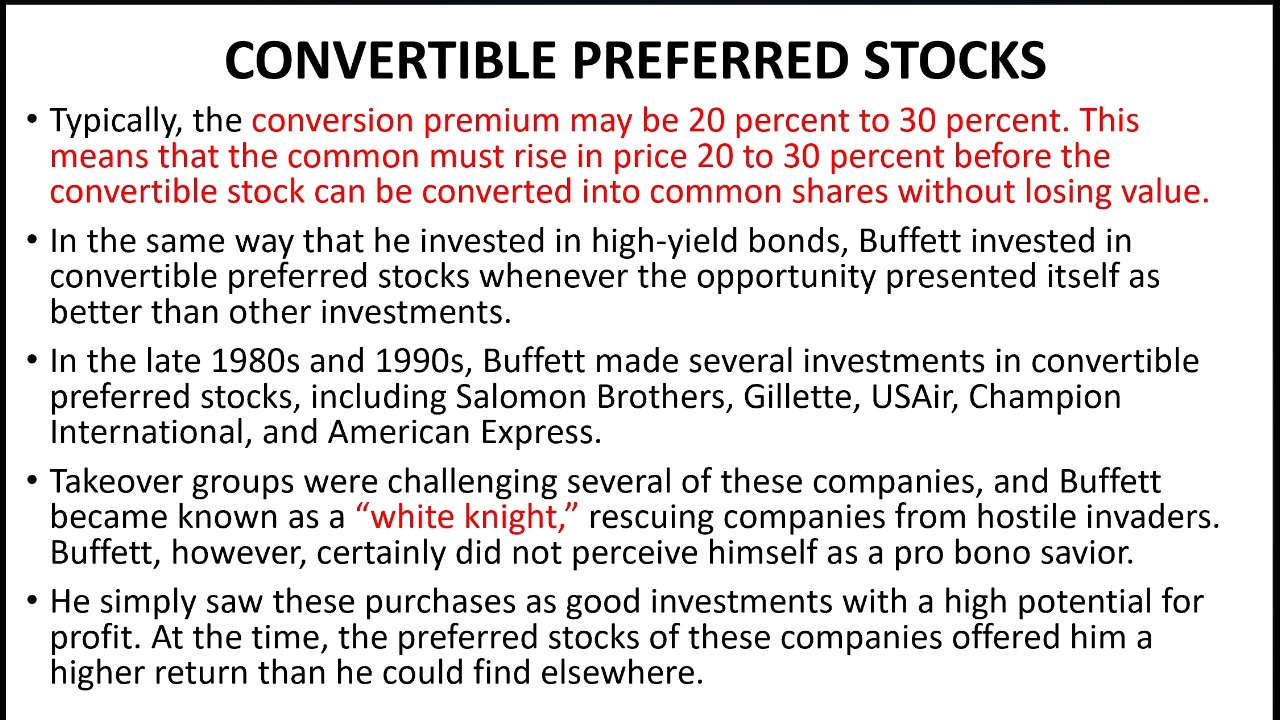 CONVERTIBLE PREFERRED STOCKS
• Typically, the conversion premium may be 20 percent to 30 percent. This
means that the common must rise in price 20 to 30 percent before the
convertible stock can be converted into common shares without losing value.
• In the same way that he invested in high-yield bonds, Buffett invested in
convertible preferred stocks whenever the opportunity presented itself as
better than other investments.
• In the late 1980s and 1990s, Buffett made several investments in convertible
preferred stocks, including Salomon Brothers, Gillette, USAir, Champion
International, and American Express.
• Takeover groups were challenging several of these companies, and Buffett
became known as a “white knight,” rescuing companies from hostile invaders.
Buffett, however, certainly did not perceive himself as a pro bono savior.
• He simply saw these purchases as good investments with a high potential for
profit. At the time, the preferred stocks of these companies offered him a
higher return than he could find elsewhere.